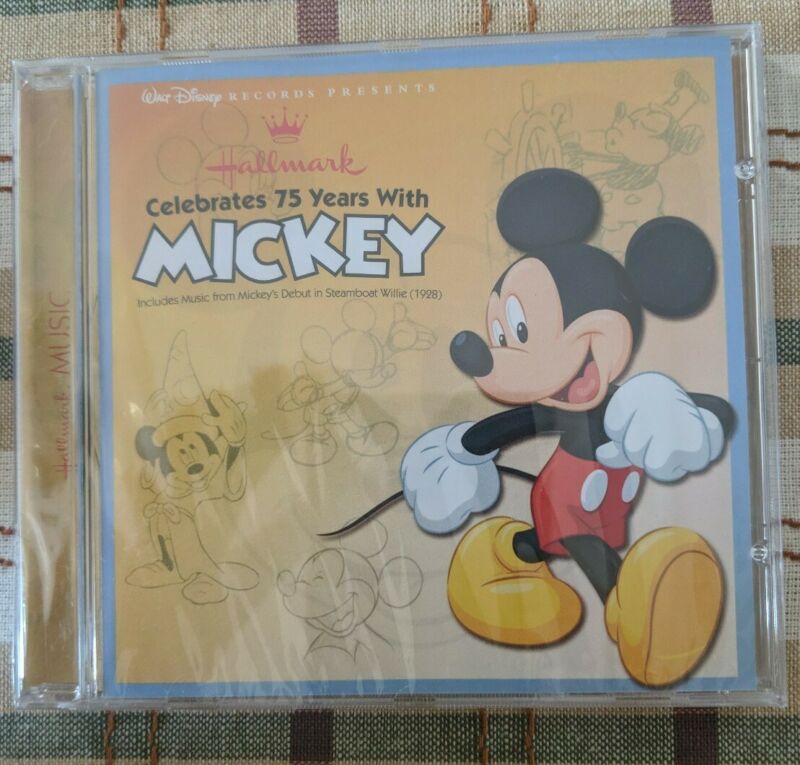 Walt Disney RECORDS PRESENTS
Hallmark
Celebrates 75 Years With
MICKEY
Includes Music from Mickey's Debut in Steamboat Willie (1928)
Hallmark MUSIC